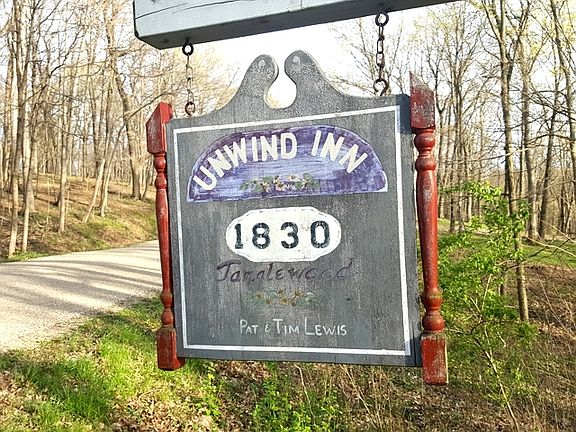 UNWIND INN
1830
Tanglewood
PAT & TIM LEWIS